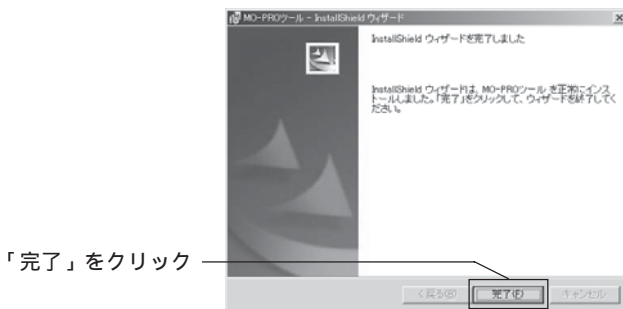 MO-PROツール - InstallShield ウィザード
InstallShield ウィザードを完了しました
InstallShield ウィザードは、MO-PROツール を正常にインス
トールしました。「完了」をクリックして、ウィザードを終了してく
ださい。
「完了」をクリック
< 戻る(B) 完了(F) キャンセル